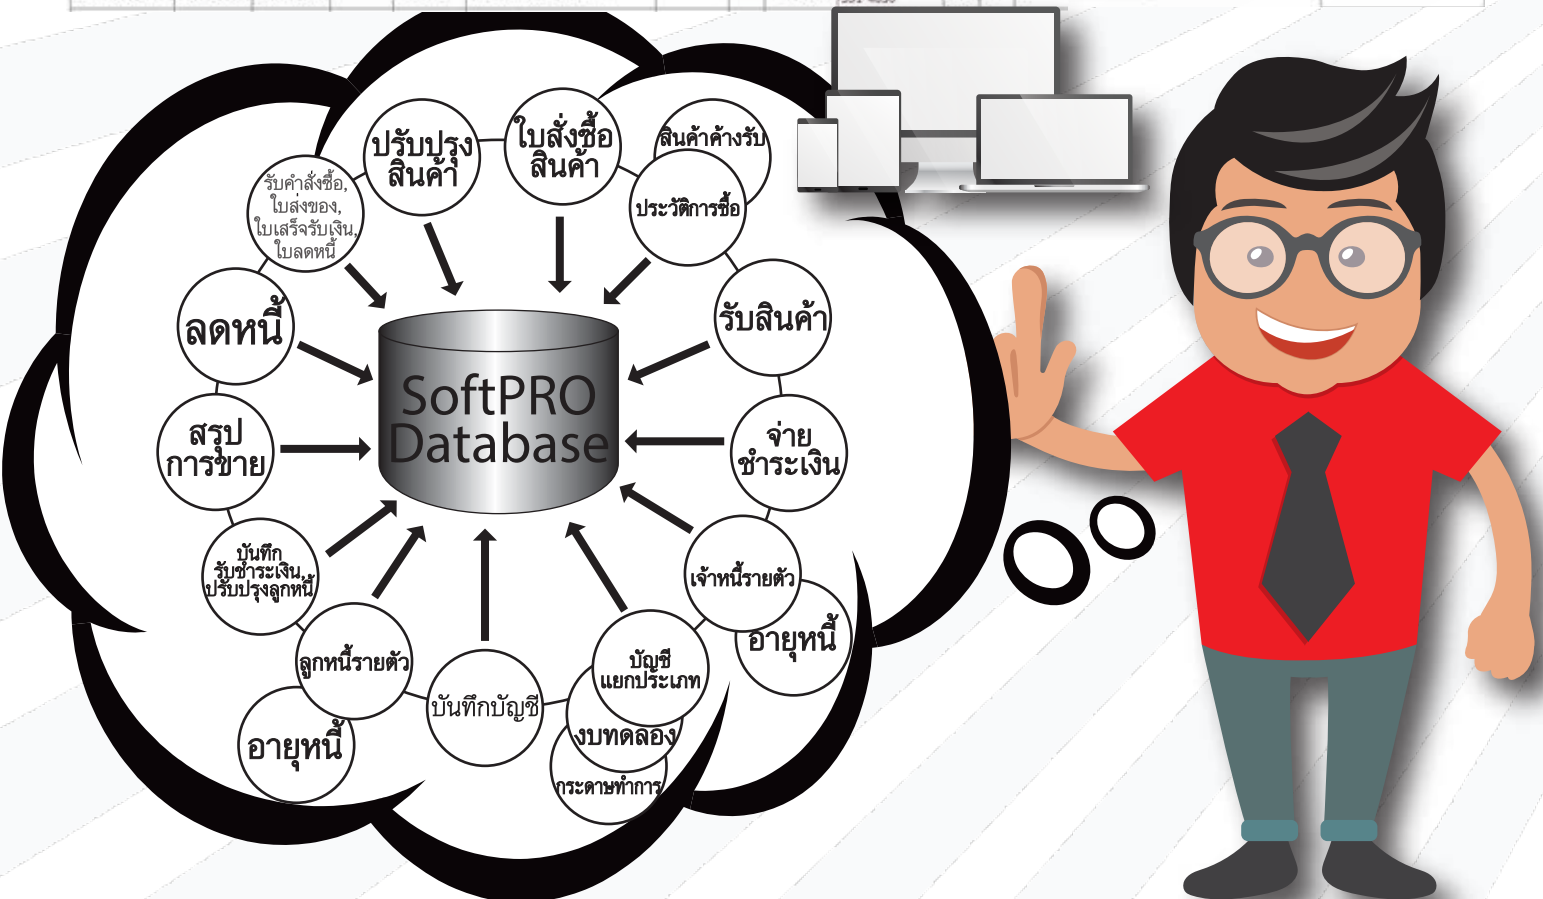 ปรับปรุง
สินค้า
ใบสั่งซื้อ
สินค้า
สินค้าค้างรับ
ประวัติการซื้อ
รับคำสั่งซื้อ,
ใบส่งของ,
ใบเสร็จรับเงิน,
ใบลดหนี้
ลดหนี้
รับสินค้า
SoftPRO
Database
สรุป
การขาย
จ่าย
ชำระเงิน
บันทึก
รับชำระเงิน,
ปรับปรุงลูกหนี้
เจ้าหนี้รายตัว
อายุหนี้
ลูกหนี้รายตัว
อายุหนี้
บันทึกบัญชี
บัญชี
แยกประเภท
งบทดลอง
กระดาษทำการ